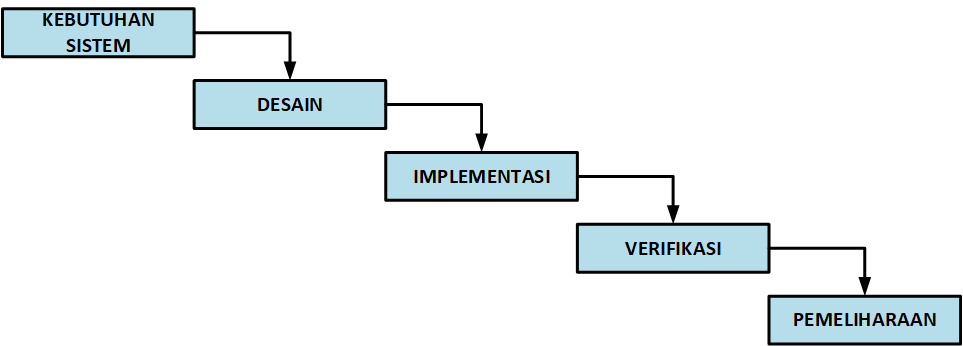 KEBUTUHAN
SISTEM
DESAIN
IMPLEMENTASI
VERIFIKASI
PEMELIHARAAN